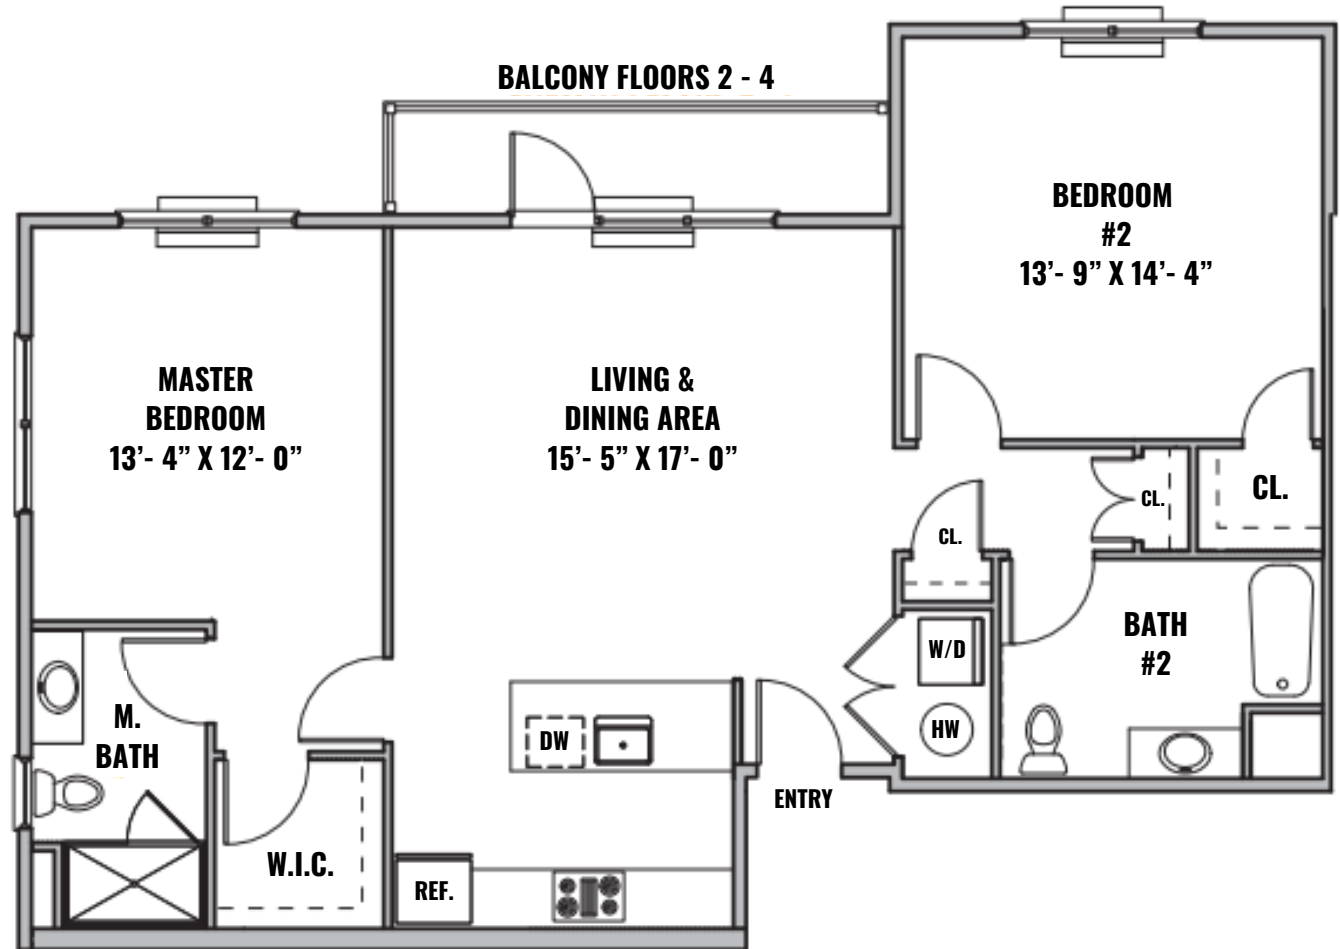 BALCONY FLOORS 2 - 4
BEDROOM
#2
13’- 9” X 14’- 4”
MASTER
BEDROOM
13’- 4” X 12’- 0”
LIVING &
DINING AREA
15’- 5” X 17’- 0”
CL.
CL.
CL.
BATH
#2
W/D
HW
M.
BATH
DW
ENTRY
W.I.C.
REF.